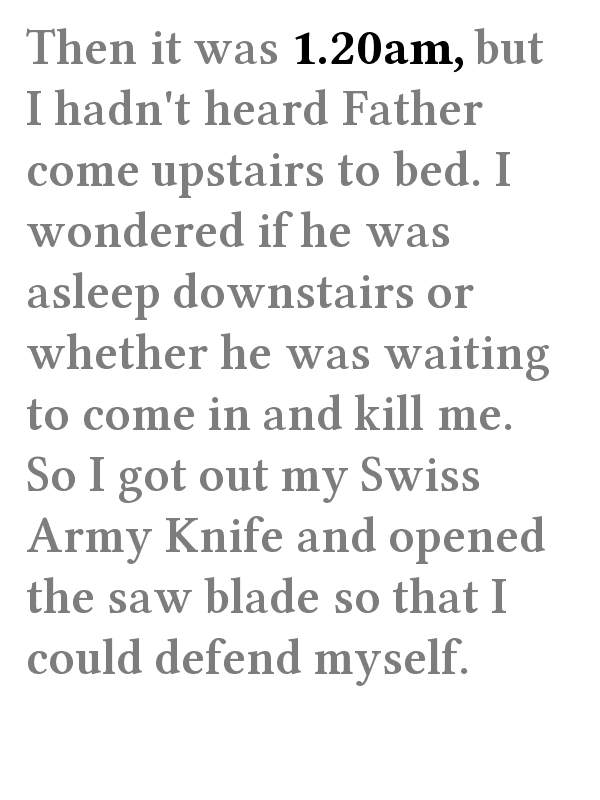 Then it was 1.20am, but
I hadn't heard Father
come upstairs to bed. I
wondered if he was
asleep downstairs or
whether he was waiting
to come in and kill me.
So I got out my Swiss
Army Knife and opened
the saw blade so that I
could defend myself.